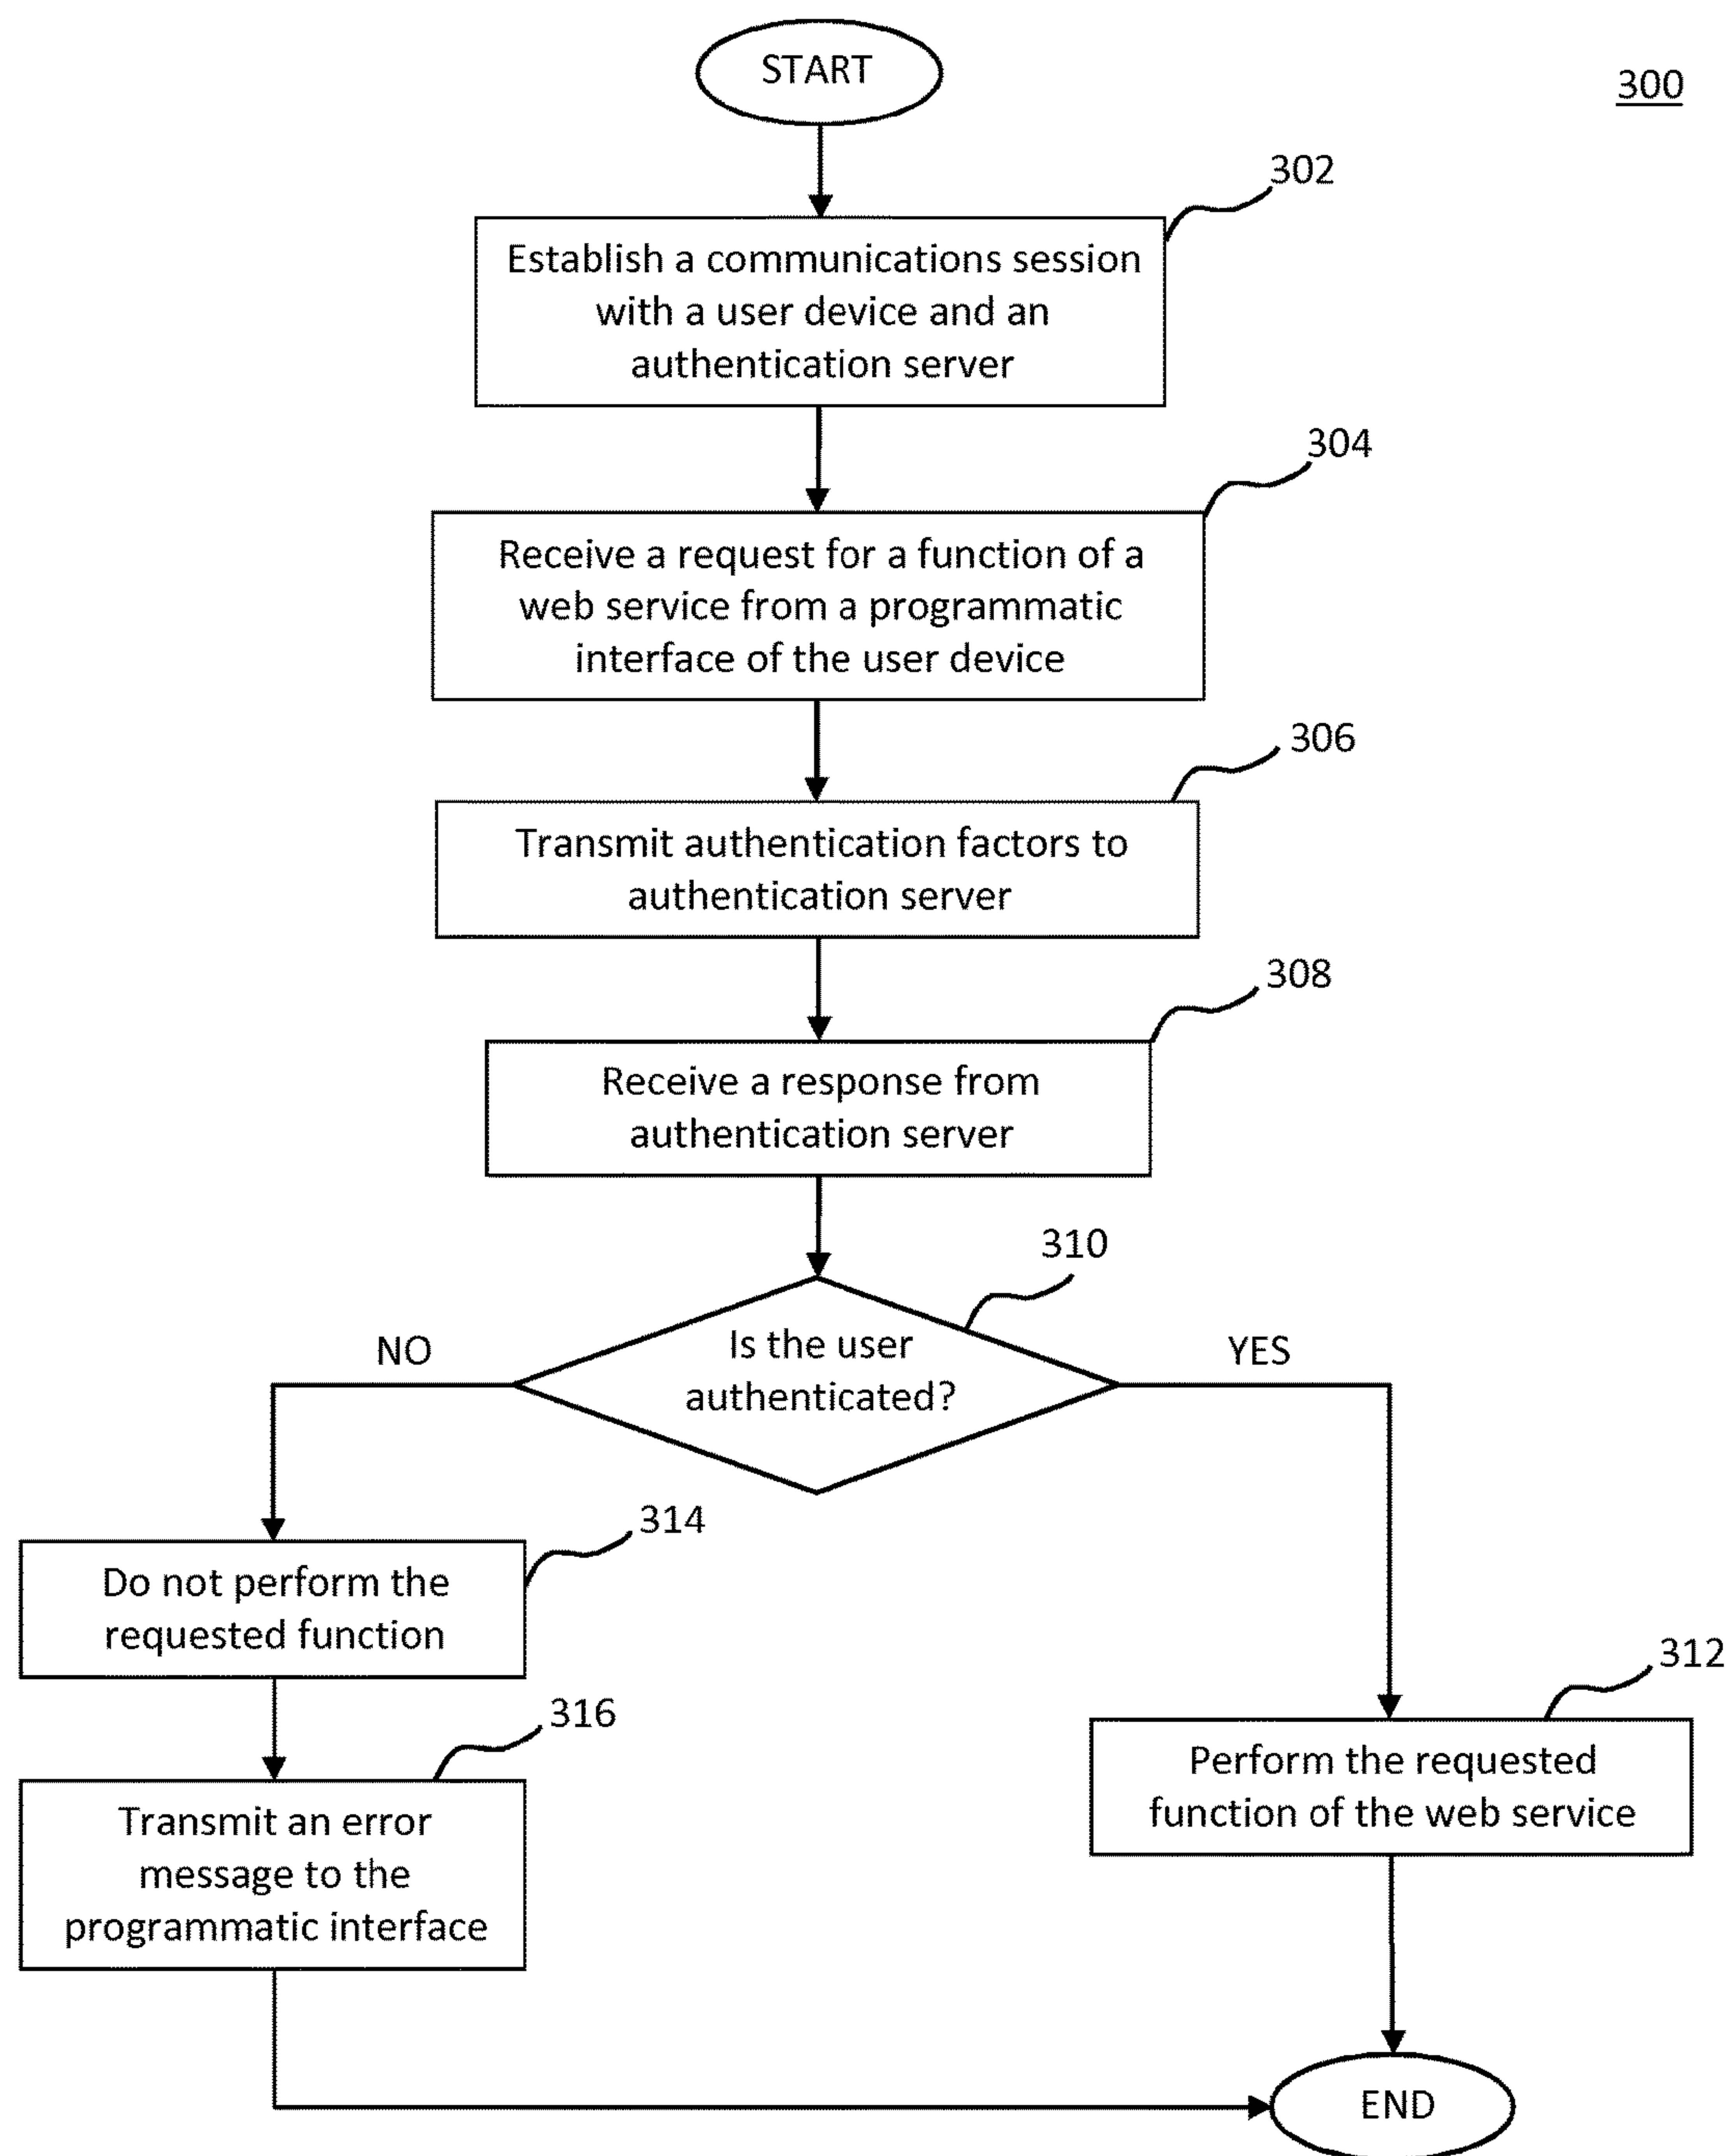 START
300
302
Establish a communications session
with a user device and an
authentication server
304
Receive a request for a function of a
web service from a programmatic
interface of the user device
306
Transmit authentication factors to
authentication server
308
Receive a response from
authentication server
310
Is the user
authenticated?
NO
YES
314
Do not perform the
requested function
316
Transmit an error
message to the
programmatic interface
312
Perform the requested
function of the web service
END